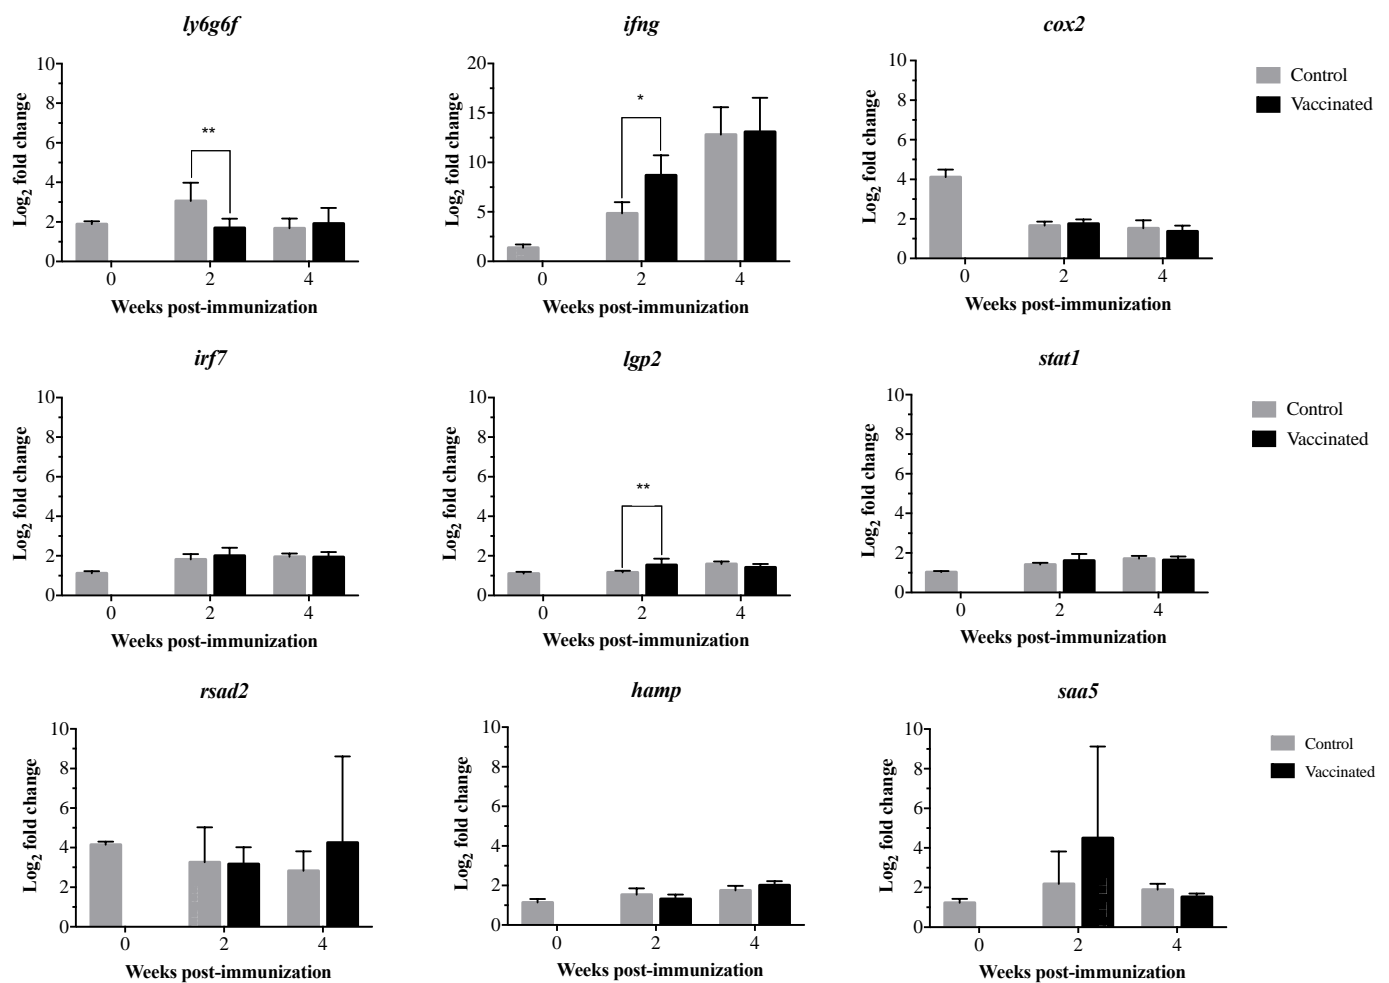 ly6g6f
ifng
cox2
10
8
6
4
2
0
Log2 fold change
**
0 2 4
Weeks post-immunization
20
15
10
5
0
Log2 fold change
*
0 2 4
Weeks post-immunization
10
8
6
4
2
0
Log2 fold change
0 2 4
Weeks post-immunization
Control
Vaccinated
irf7
lgp2
stat1
10
8
6
4
2
0
Log2 fold change
0 2 4
Weeks post-immunization
10
8
6
4
2
0
Log2 fold change
**
0 2 4
Weeks post-immunization
10
8
6
4
2
0
Log2 fold change
0 2 4
Weeks post-immunization
Control
Vaccinated
rsad2
hamp
saa5
10
8
6
4
2
0
Log2 fold change
0 2 4
Weeks post-immunization
10
8
6
4
2
0
Log2 fold change
0 2 4
Weeks post-immunization
10
8
6
4
2
0
Log2 fold change
0 2 4
Weeks post-immunization
Control
Vaccinated